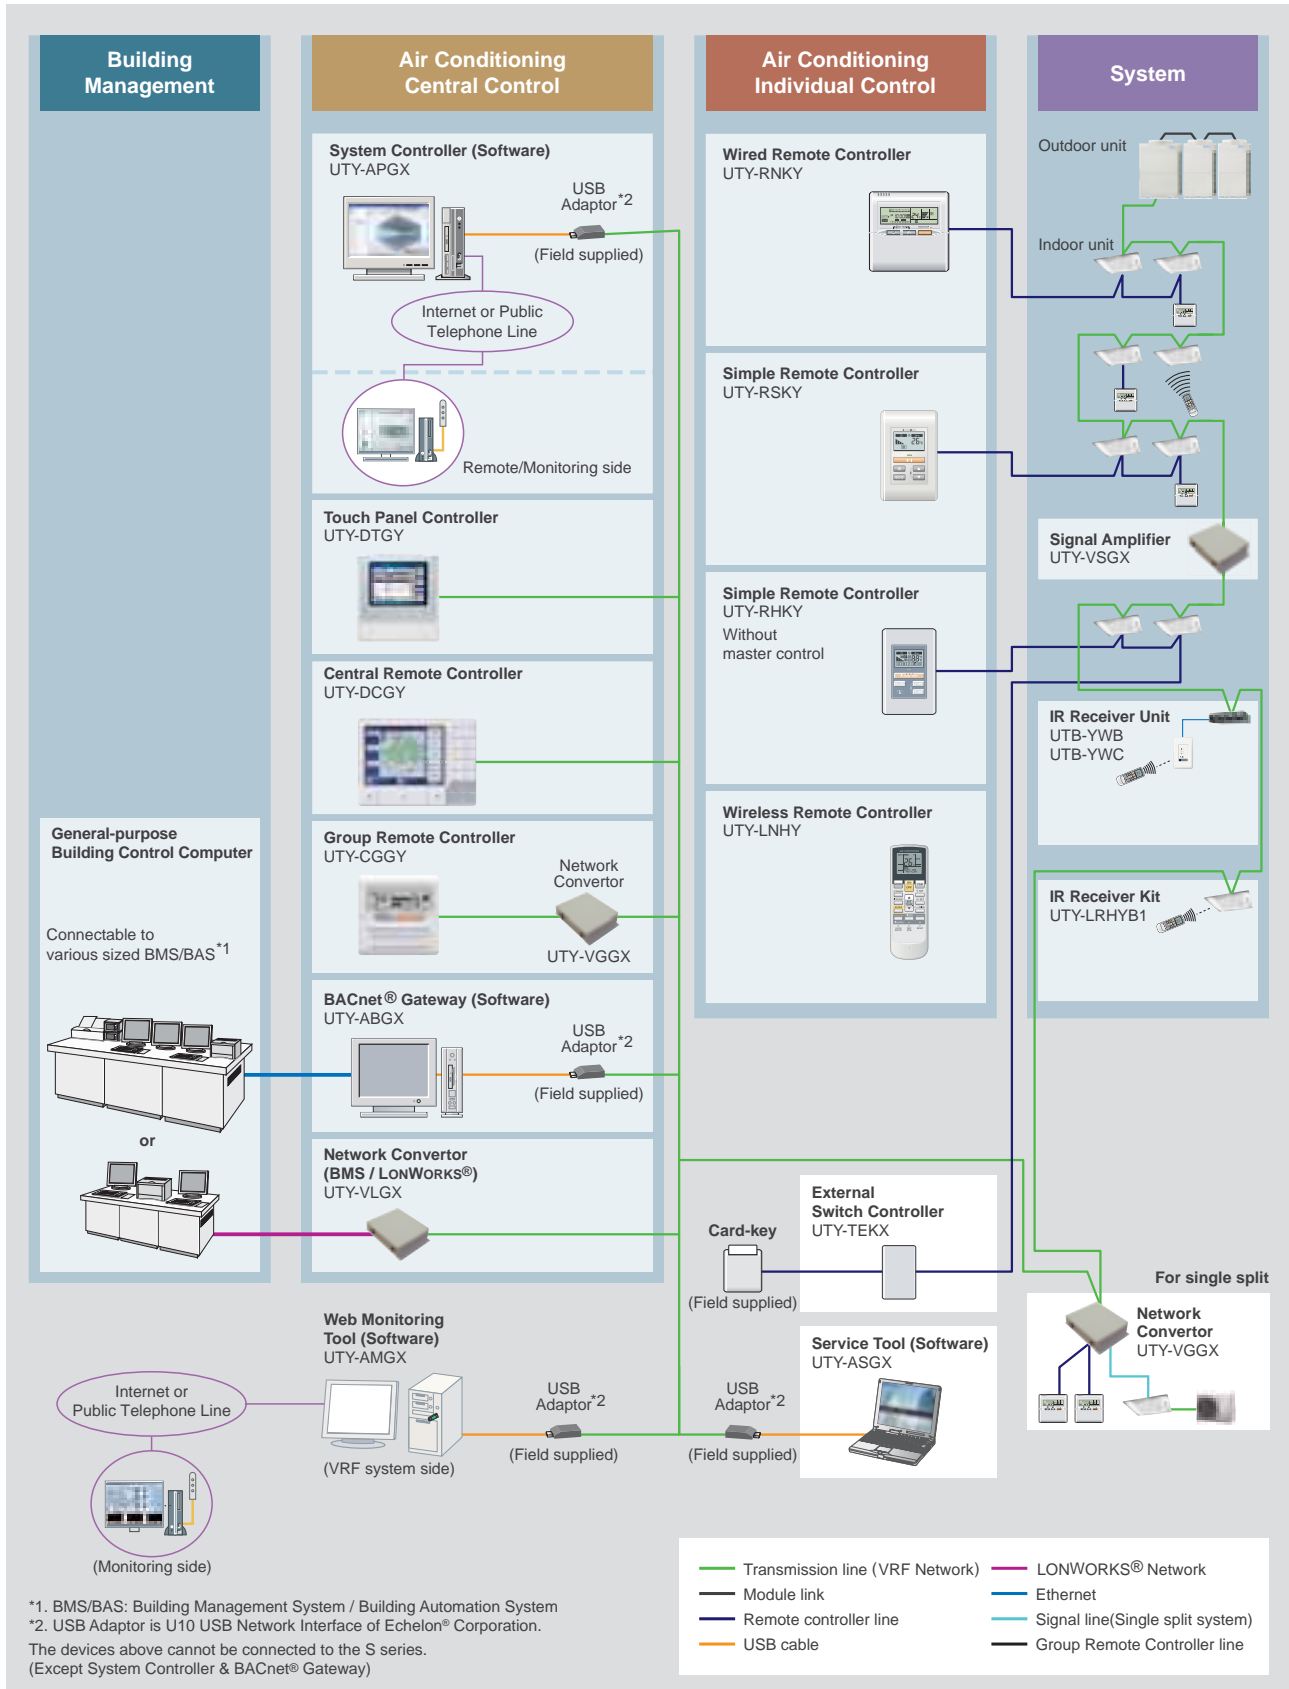 Building
Management
Air Conditioning
Central Control
Air Conditioning
Individual Control
System
System Controller (Software)
UTY-APGX
USB
Adaptor*2
(Field supplied)
Internet or Public
Telephone Line
Remote/Monitoring side
Touch Panel Controller
UTY-DTGY
Central Remote Controller
UTY-DCGY
Group Remote Controller
UTY-CGGY
Network
Convertor
UTY-VGGX
BACnet® Gateway (Software)
UTY-ABGX
USB
Adaptor*2
(Field supplied)
Network Convertor
(BMS / LONWORKS®)
UTY-VLGX
General-purpose
Building Control Computer
Connectable to
various sized BMS/BAS*1
or
Wired Remote Controller
UTY-RNKY
Simple Remote Controller
UTY-RSKY
Simple Remote Controller
UTY-RHKY
Without
master control
Wireless Remote Controller
UTY-LNHY
Outdoor unit
Indoor unit
Signal Amplifier
UTY-VSGX
IR Receiver Unit
UTB-YWB
UTB-YWC
IR Receiver Kit
UTY-LRHYB1
External
Switch Controller
UTY-TEKX
Card-key
(Field supplied)
For single split
Network
Convertor
UTY-VGGX
Web Monitoring
Tool (Software)
UTY-AMGX
Internet or
Public Telephone Line
(VRF system side)
USB
Adaptor*2
(Field supplied)
USB
Adaptor*2
(Field supplied)
Service Tool (Software)
UTY-ASGX
(Monitoring side)
Transmission line (VRF Network)
Module link
Remote controller line
USB cable
LONWORKS® Network
Ethernet
Signal line(Single split system)
Group Remote Controller line
*1. BMS/BAS: Building Management System / Building Automation System
*2. USB Adaptor is U10 USB Network Interface of Echelon® Corporation.
The devices above cannot be connected to the S series.
(Except System Controller & BACnet® Gateway)